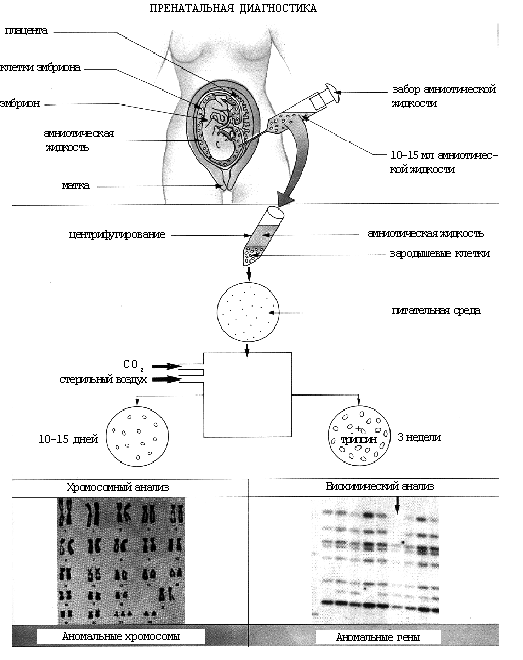 ПРЕНАТАЛЬНАЯ ДИАГНОСТИКА
плацента
клетки эмбриона
эмбрион
амниотическая
жидкость
матка
забор амниотической
жидкости
10-15 мл амниотичес-
кой жидкости
центрифугирование
амниотическая жидкость
зародышевые клетки
питательная среда
CO2
стерильный воздух
10-15 дней
трипсин
3 недели
Хромосомный анализ
Биохимический анализ
Аномальные хромосомы
Аномальные гены